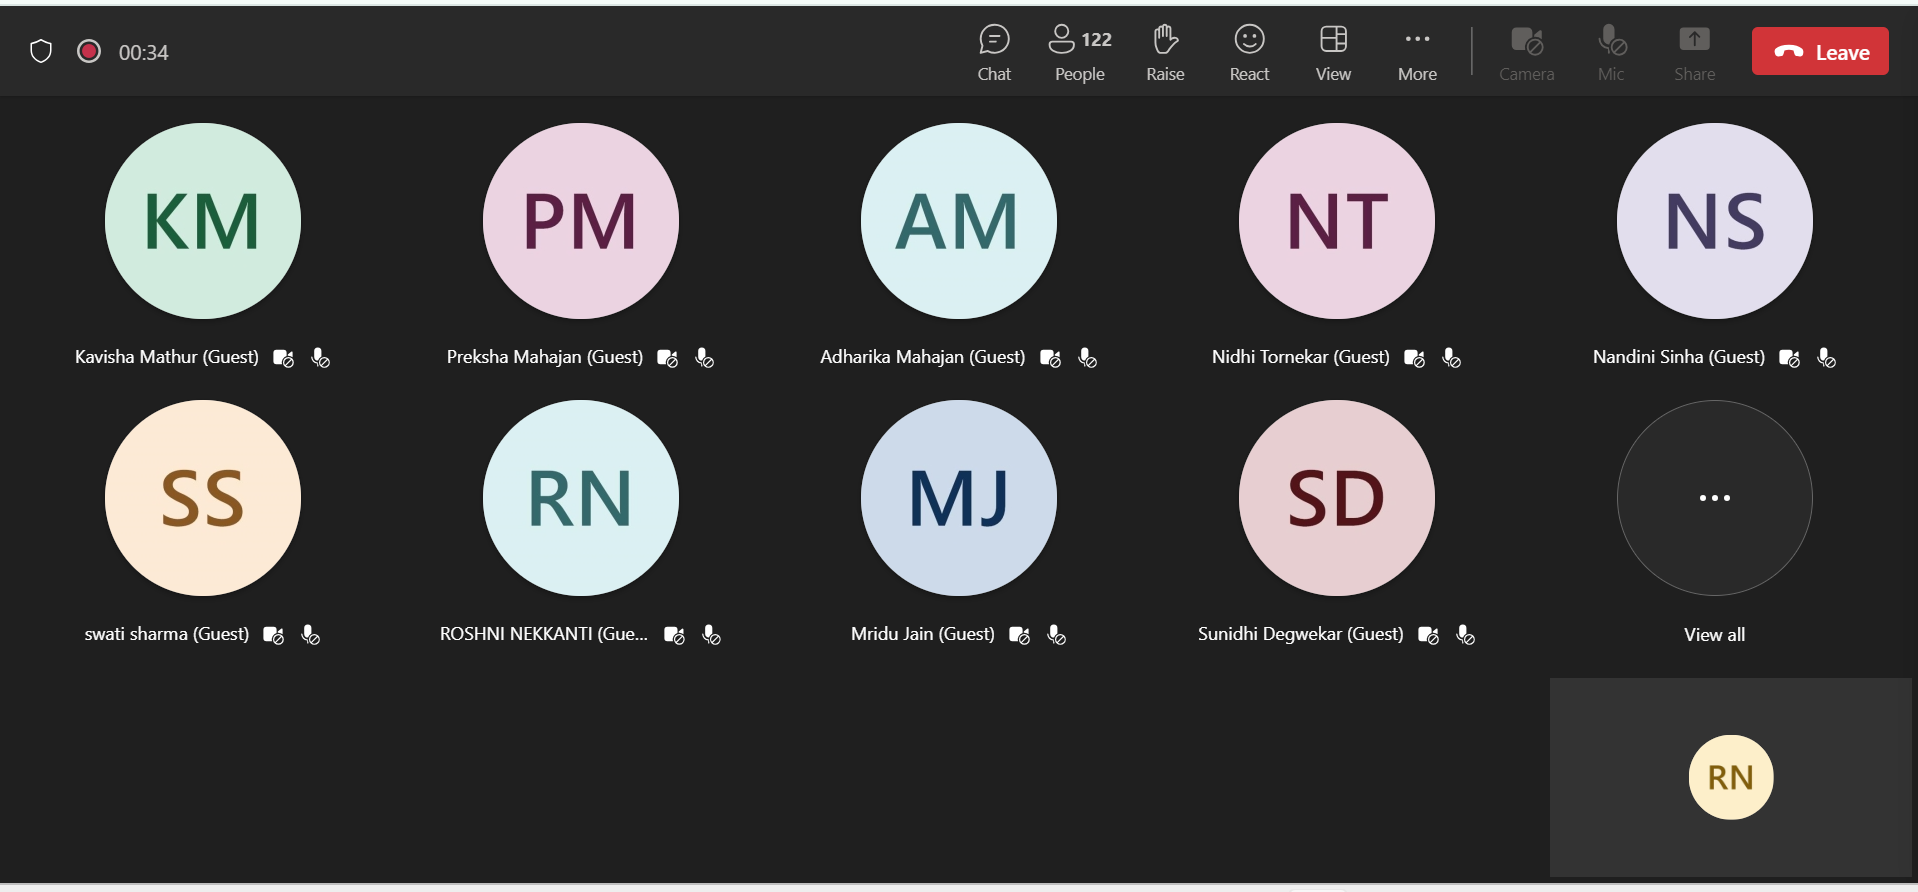 00:34
122
Chat People Raise React View More Camera Mic Share Leave
KM PM AM NT NS
Kavisha Mathur (Guest) Preksha Mahajan (Guest) Adharika Mahajan (Guest) Nidhi Tornekar (Guest) Nandini Sinha (Guest)
SS RN MJ SD
swati sharma (Guest) ROSHNI NEKKANTI (Gue... Mridu Jain (Guest) Sunidhi Degwekar (Guest) View all
RN